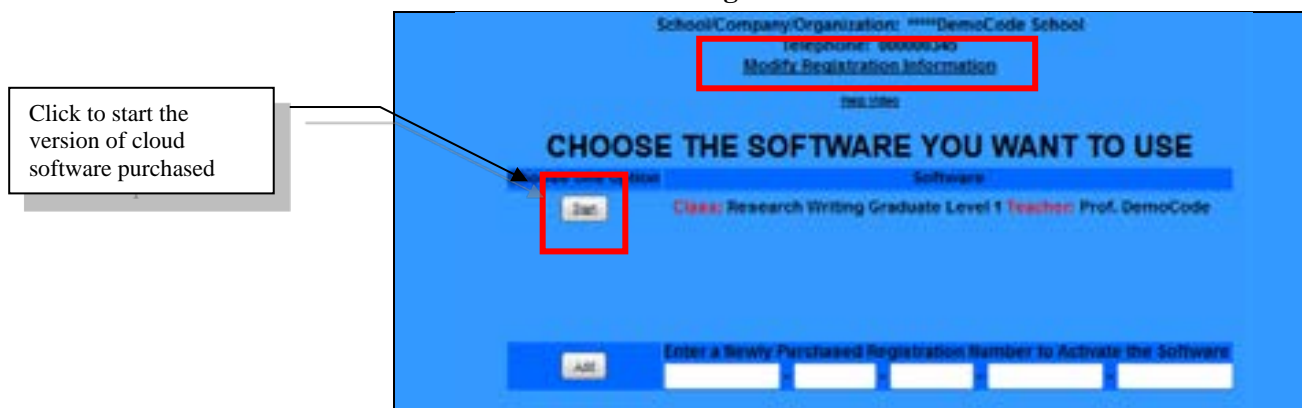 School/Company/Organization: *****DemoCode School
Telephone: 000000345
Modify Registration Information
Help Video
Click to start the
version of cloud
software purchased
CHOOSE THE SOFTWARE YOU WANT TO USE
Software
Start
Class: Research Writing Graduate Level 1 Teacher: Prof. DemoCode
Enter a Newly Purchased Registration Number to Activate the Software
Add
- - - -